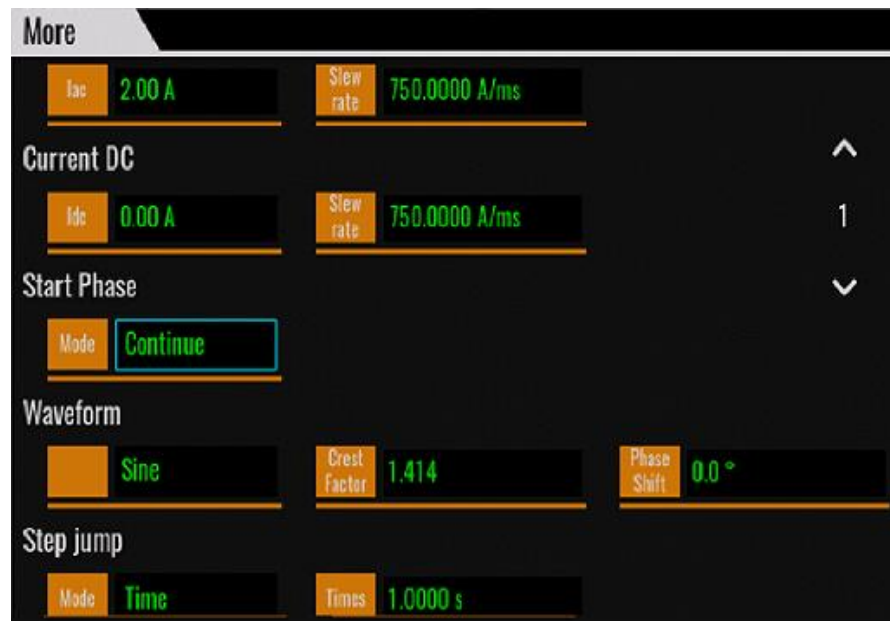 More
Iac 2.00 A Slew rate 750.0000 A/ms
Current DC
Idc 0.00 A Slew rate 750.0000 A/ms
1
Start Phase
Mode Continue
Waveform
Sine Crest Factor 1.414 Phase Shift 0.0 °
Step jump
Mode Time Times 1.0000 s